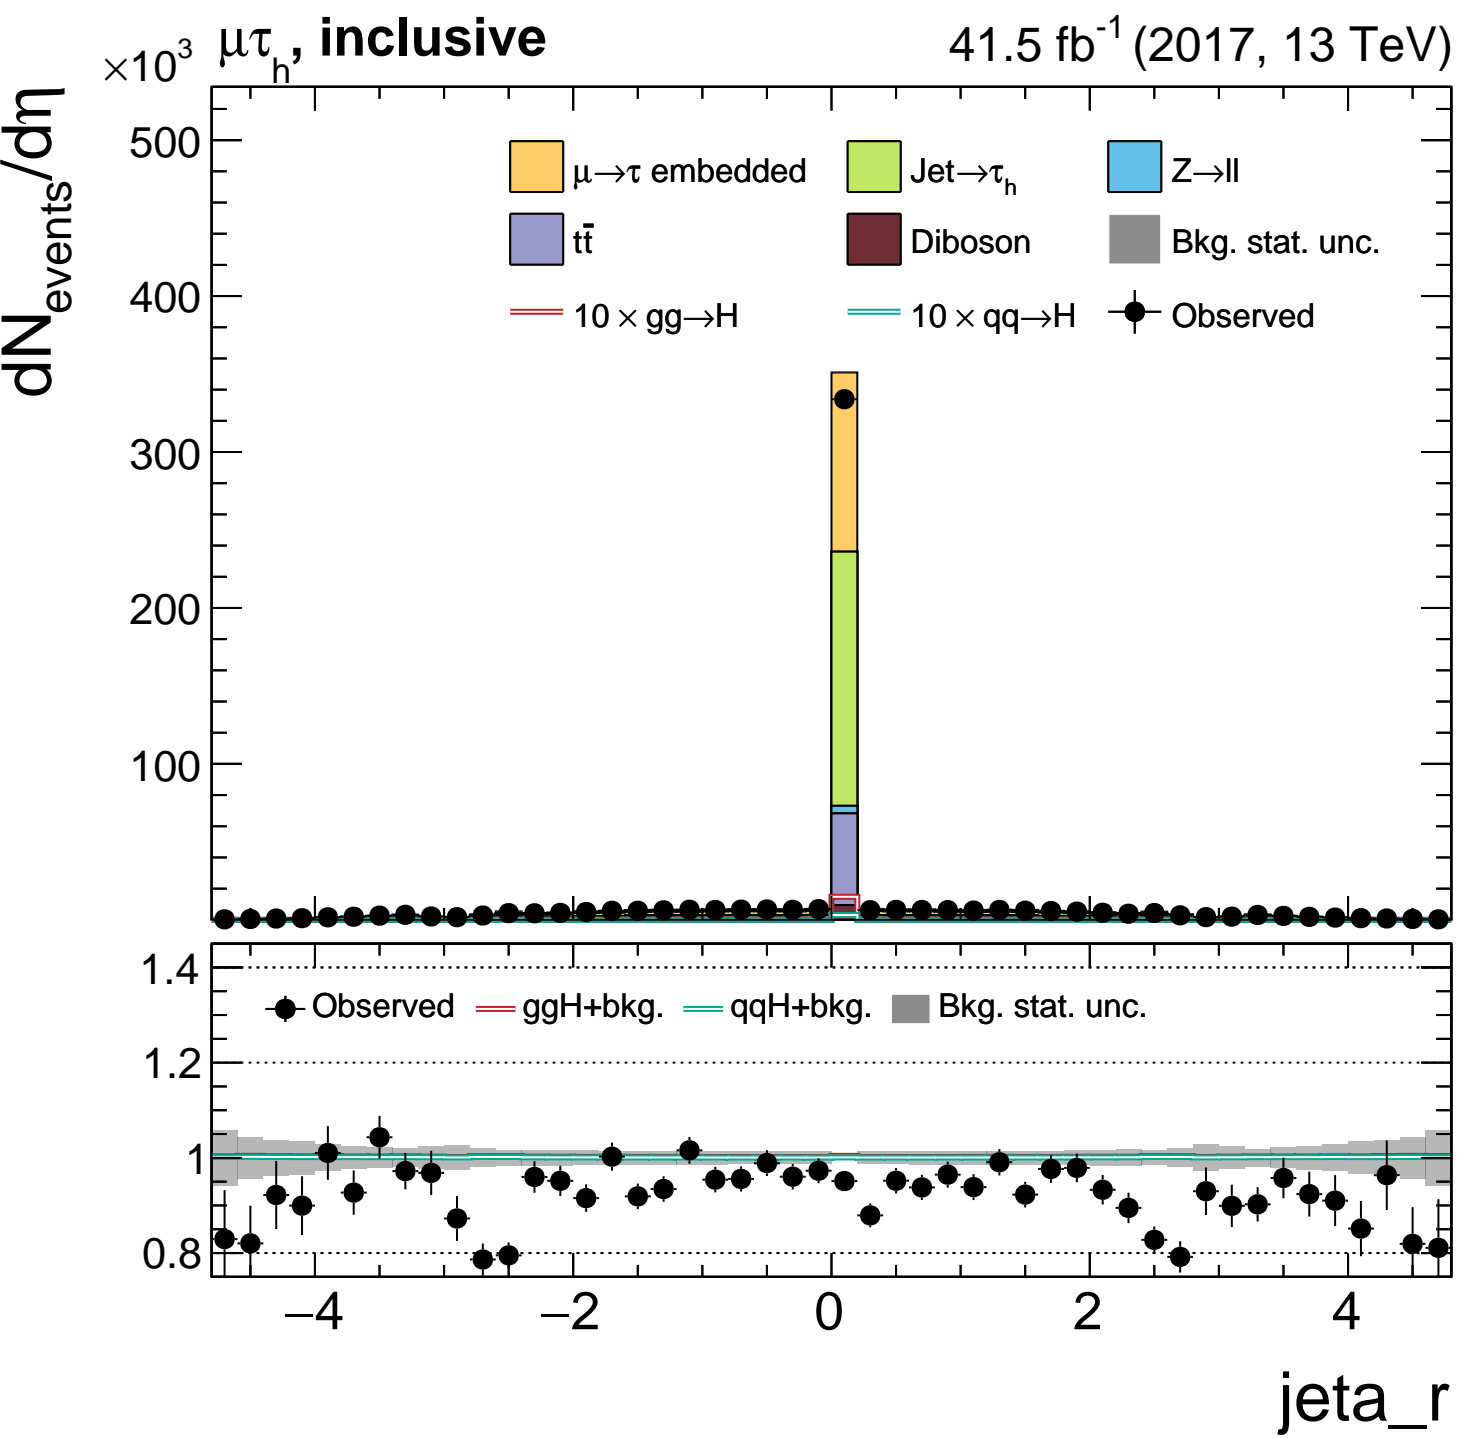 ×10³ μτh, inclusive 41.5 fb⁻¹ (2017, 13 TeV)
dNevents/dη
500
400
300
200
100
μ→τ embedded Jet→τh Z→ll
tt̄ Diboson Bkg. stat. unc.
10 × gg→H 10 × qq→H Observed
1.4
1.2
1
0.8
Observed ggH+bkg. qqH+bkg. Bkg. stat. unc.
−4 −2 0 2 4
jeta_r